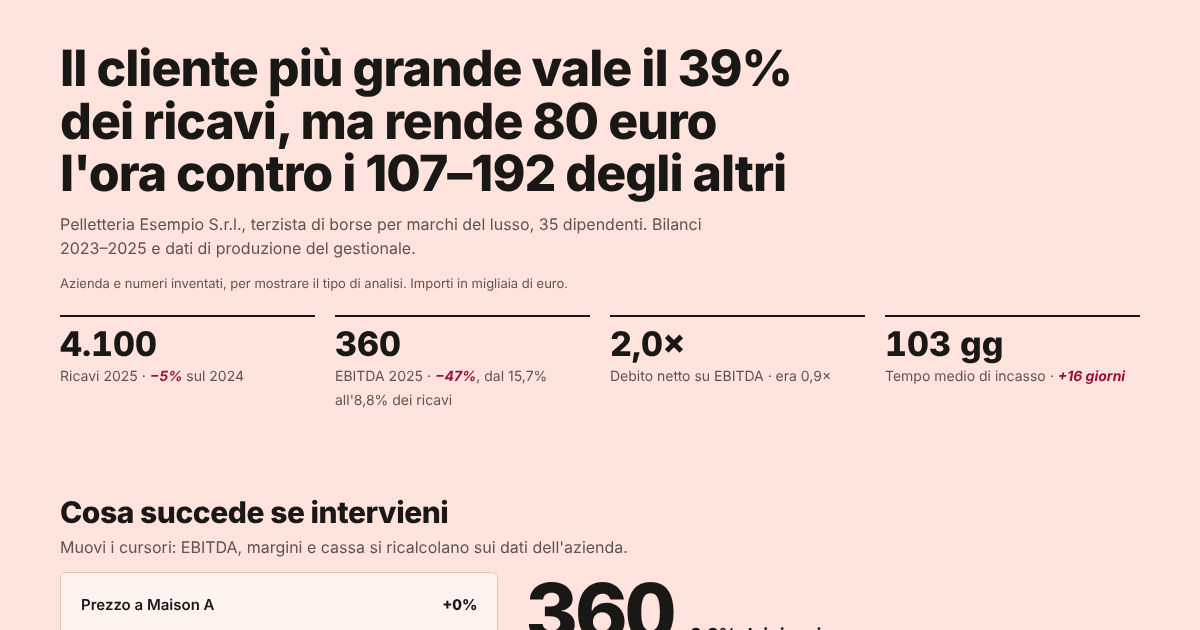 Il cliente più grande vale il 39%
dei ricavi, ma rende 80 euro
l'ora contro i 107–192 degli altri
Pelletteria Esempio S.r.l., terzista di borse per marchi del lusso, 35 dipendenti. Bilanci
2023–2025 e dati di produzione del gestionale.
Azienda e numeri inventati, per mostrare il tipo di analisi. Importi in migliaia di euro.
4.100
Ricavi 2025 · −5% sul 2024
360
EBITDA 2025 · −47%, dal 15,7%
all'8,8% dei ricavi
2,0×
Debito netto su EBITDA · era 0,9×
103 gg
Tempo medio di incasso · +16 giorni
Cosa succede se intervieni
Muovi i cursori: EBITDA, margini e cassa si ricalcolano sui dati dell'azienda.
Prezzo a Maison A +0%
360